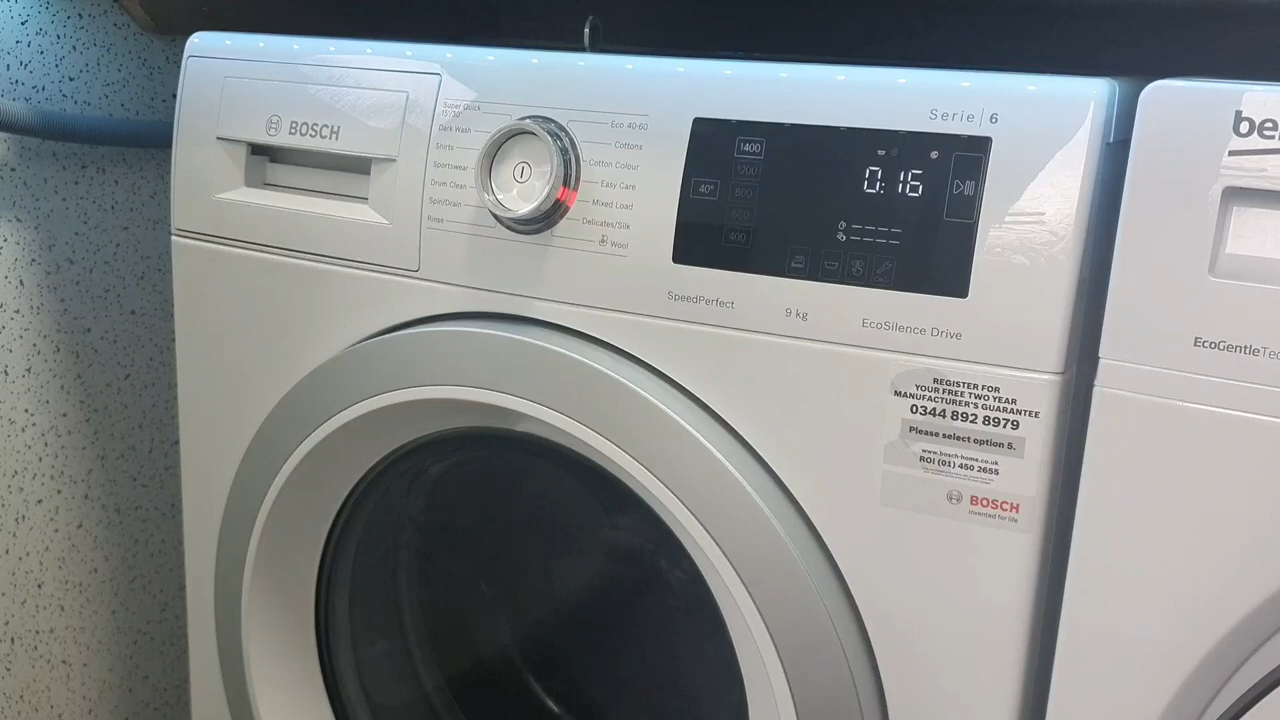 BOSCH
Super Quick
15'/30'
Dark Wash
Shirts
Sportswear
Drum Clean
Spin/Drain
Rinse
Eco 40-60
Cottons
Cotton Colour
Easy Care
Mixed Load
Delicates/Silk
Wool
Serie 6
1400
1200
800
600
400
40°
0:16
SpeedPerfect
9 kg
EcoSilence Drive
REGISTER FOR
YOUR FREE TWO YEAR
MANUFACTURER'S GUARANTEE
0344 892 8979
Please select option 5.
www.bosch-home.co.uk
ROI (01) 450 2655
BOSCH
Invented for life
be
EcoGentleTec